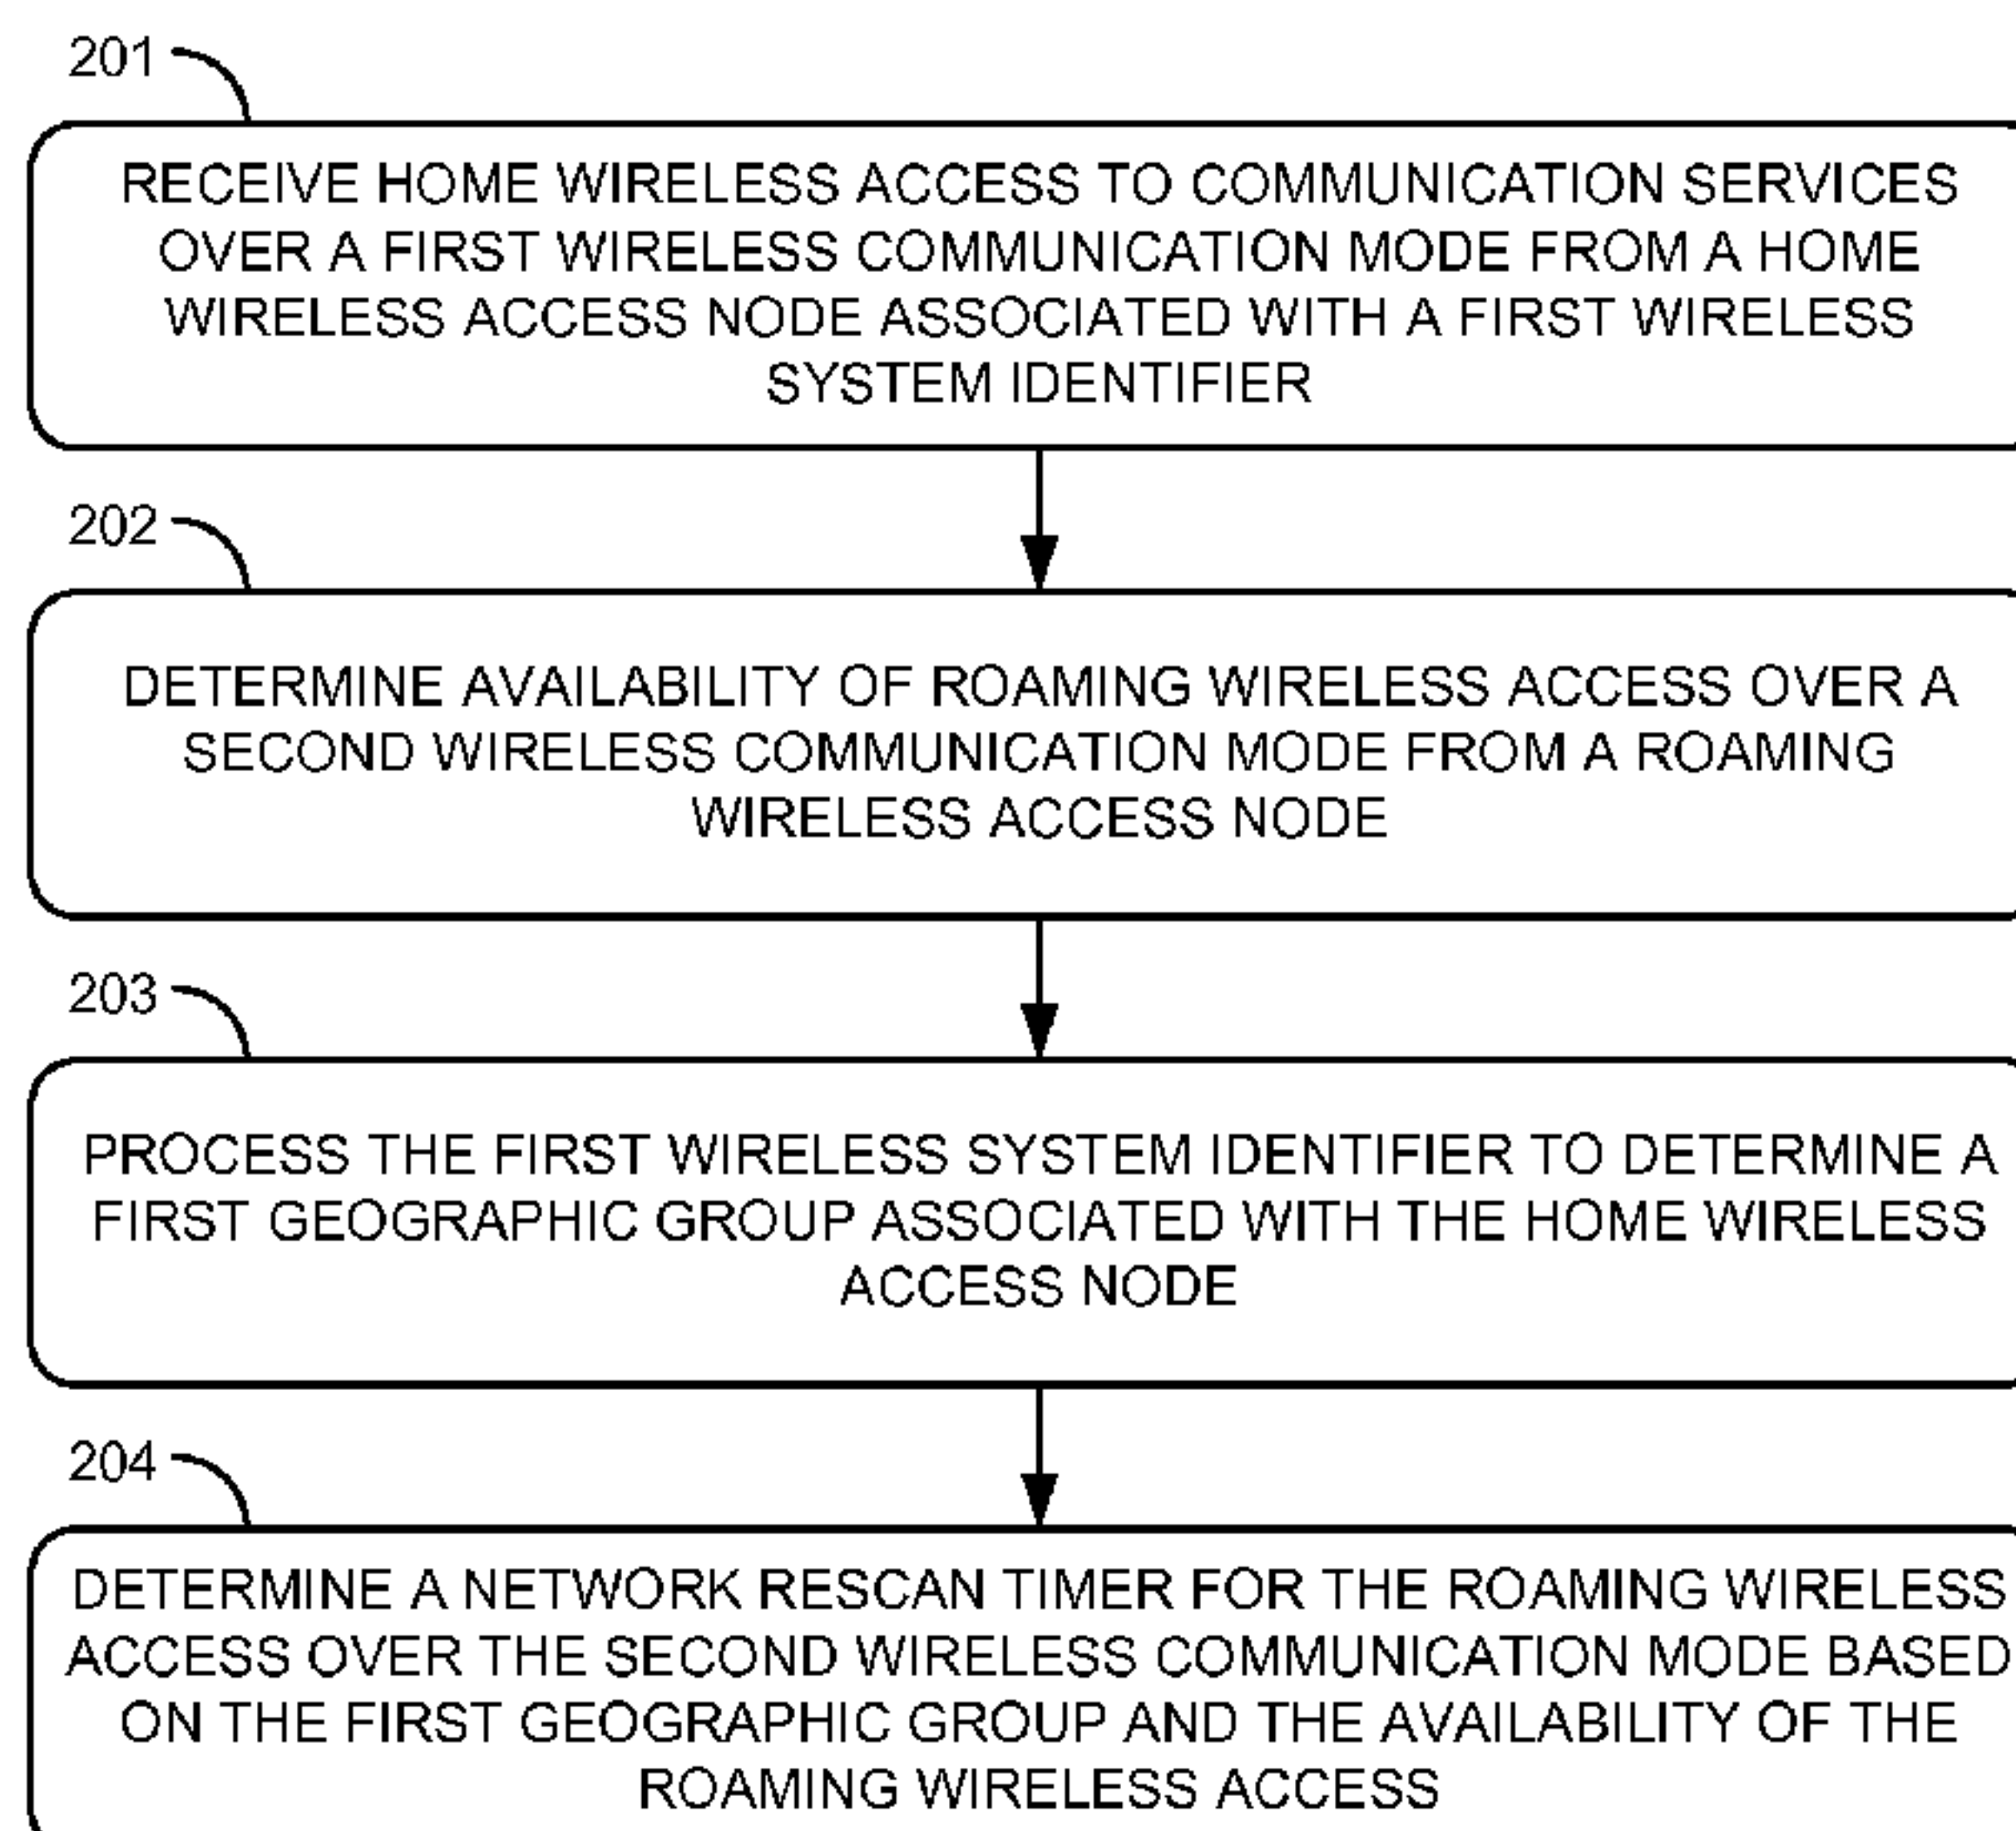 201
RECEIVE HOME WIRELESS ACCESS TO COMMUNICATION SERVICES
OVER A FIRST WIRELESS COMMUNICATION MODE FROM A HOME
WIRELESS ACCESS NODE ASSOCIATED WITH A FIRST WIRELESS
SYSTEM IDENTIFIER
202
DETERMINE AVAILABILITY OF ROAMING WIRELESS ACCESS OVER A
SECOND WIRELESS COMMUNICATION MODE FROM A ROAMING
WIRELESS ACCESS NODE
203
PROCESS THE FIRST WIRELESS SYSTEM IDENTIFIER TO DETERMINE A
FIRST GEOGRAPHIC GROUP ASSOCIATED WITH THE HOME WIRELESS
ACCESS NODE
204
DETERMINE A NETWORK RESCAN TIMER FOR THE ROAMING WIRELESS
ACCESS OVER THE SECOND WIRELESS COMMUNICATION MODE BASED
ON THE FIRST GEOGRAPHIC GROUP AND THE AVAILABILITY OF THE
ROAMING WIRELESS ACCESS